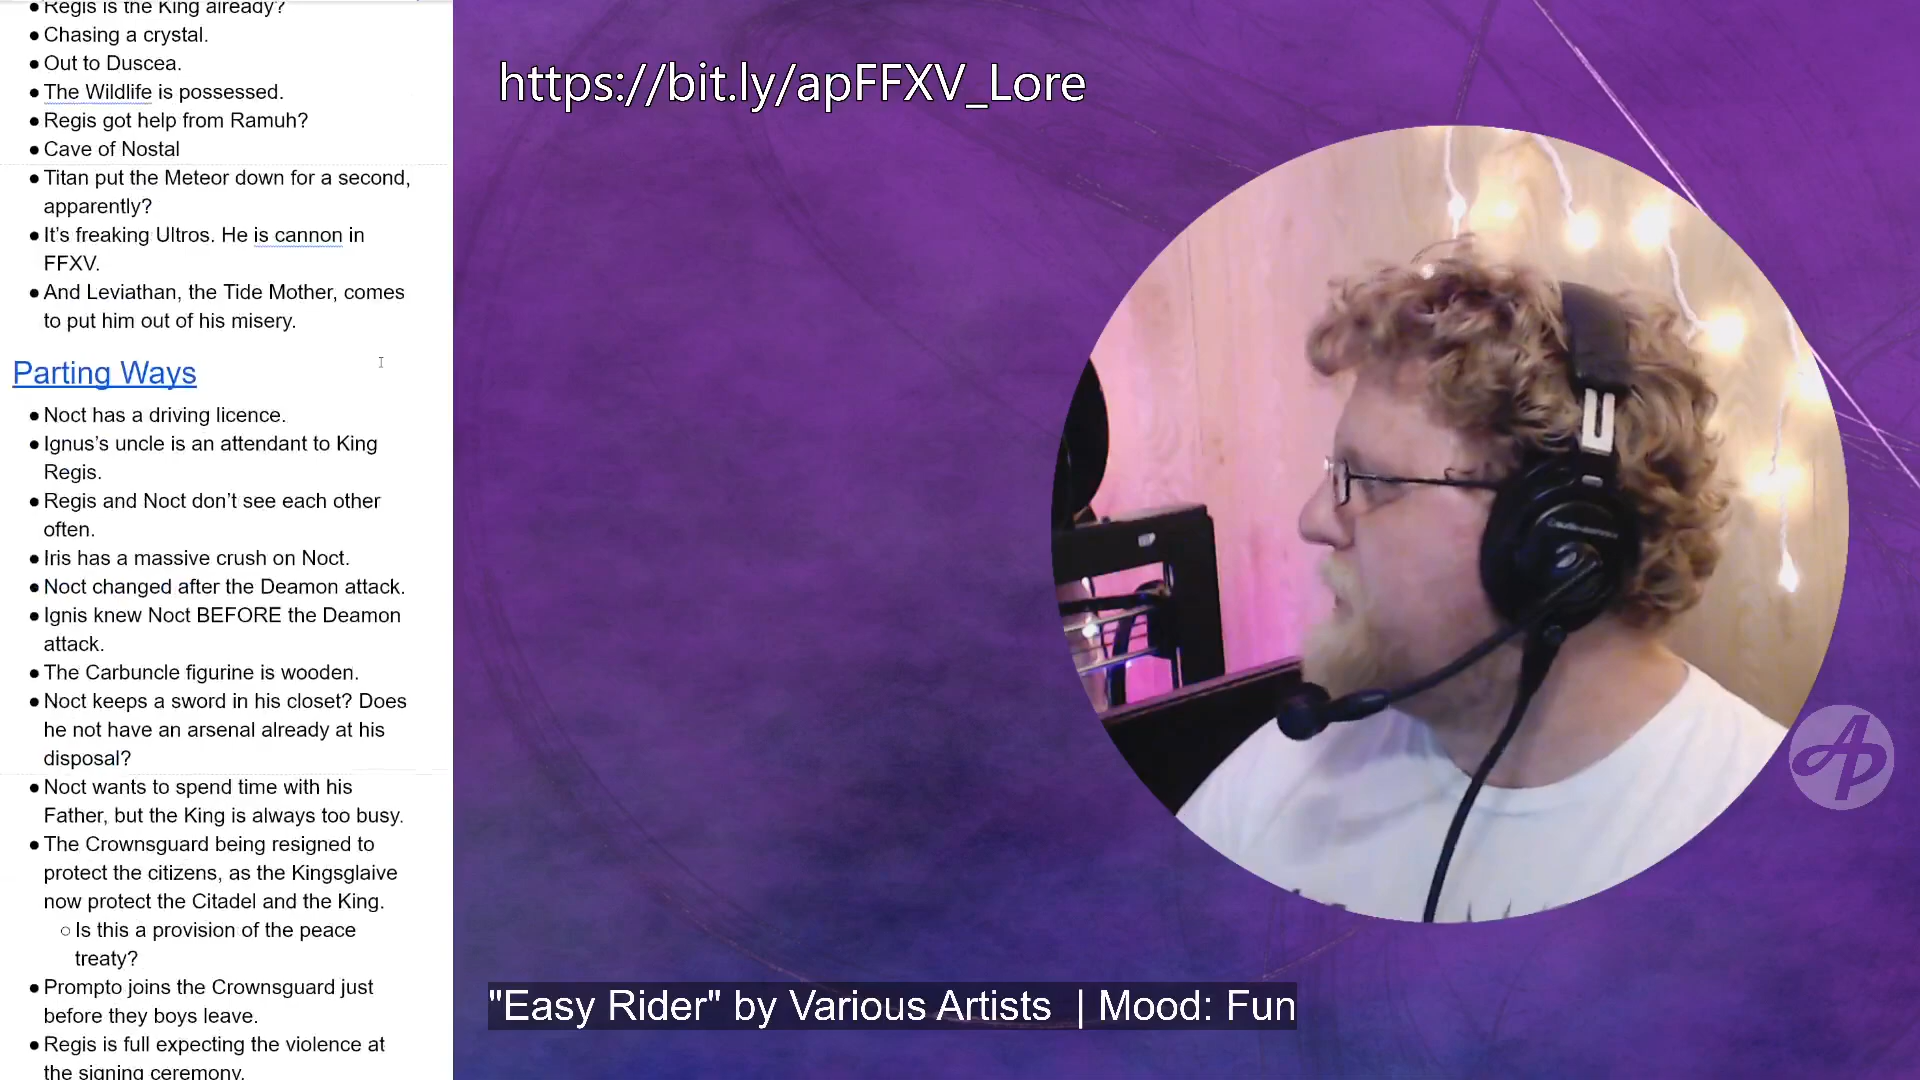 Regis is the King already?
Chasing a crystal.
Out to Duscea.
The Wildlife is possessed.
Regis got help from Ramuh?
Cave of Nostal
Titan put the Meteor down for a second,
apparently?
It's freaking Ultros. He is cannon in
FFXV.
And Leviathan, the Tide Mother, comes
to put him out of his misery.
Parting Ways
Noct has a driving licence.
Ignus's uncle is an attendant to King
Regis.
Regis and Noct don't see each other
often.
Iris has a massive crush on Noct.
Noct changed after the Deamon attack.
Ignis knew Noct BEFORE the Deamon
attack.
The Carbuncle figurine is wooden.
Noct keeps a sword in his closet? Does
he not have an arsenal already at his
disposal?
Noct wants to spend time with his
Father, but the King is always too busy.
The Crownsguard being resigned to
protect the citizens, as the Kingsglaive
now protect the Citadel and the King.
Is this a provision of the peace
treaty?
Prompto joins the Crownsguard just
before they boys leave.
Regis is full expecting the violence at
the signing ceremony.
https://bit.ly/apFFXV_Lore
AP
"Easy Rider" by Various Artists | Mood: Fun